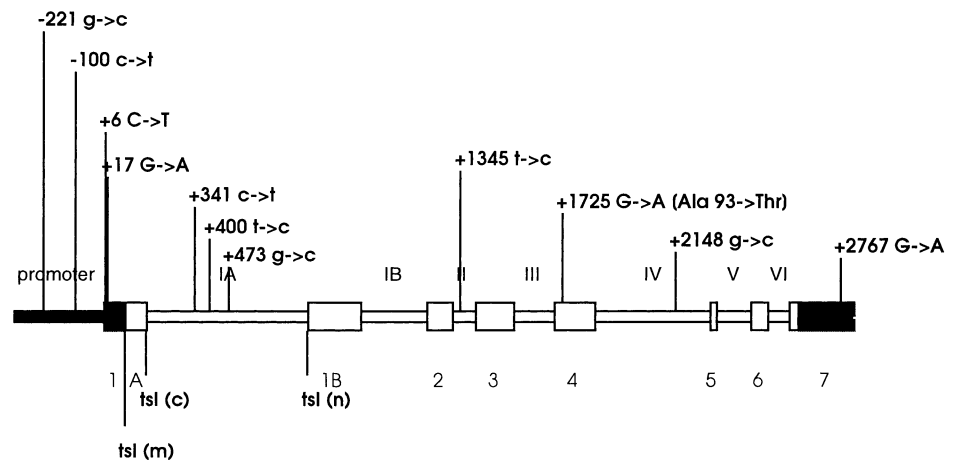 -221 g->c
-100 c->t
+6 C->T
+17 G->A
+1345 t->c
+341 c->t
+1725 G->A (Ala 93->Thr)
+400 t->c
+2148 g->c
+473 g->c
+2767 G->A
promoter IA IB II III IV V VI
1 A 1B 2 3 4 5 6 7
tsl (c) tsl (n)
tsl (m)